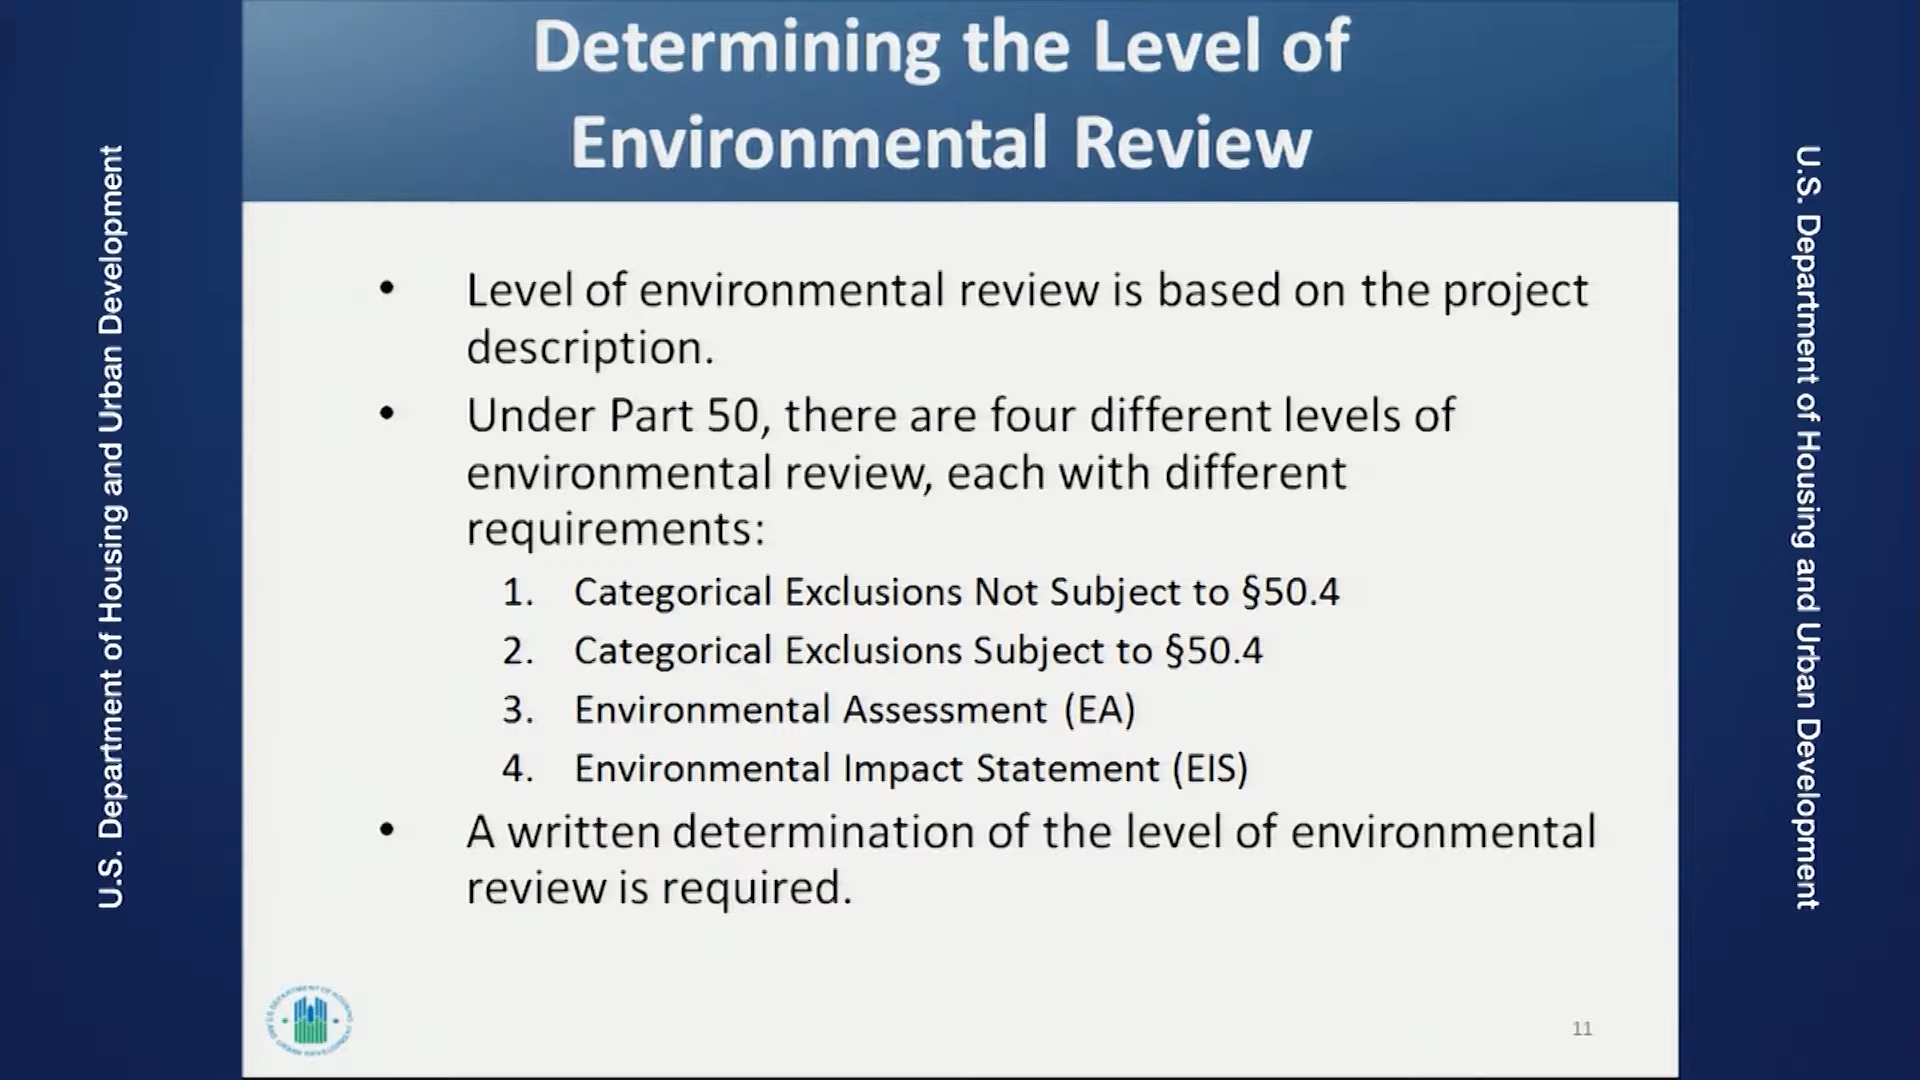 Determining the Level of
Environmental Review
U.S. Department of Housing and Urban Development
• Level of environmental review is based on the project
description.
• Under Part 50, there are four different levels of
environmental review, each with different
requirements:
1. Categorical Exclusions Not Subject to §50.4
2. Categorical Exclusions Subject to §50.4
3. Environmental Assessment (EA)
4. Environmental Impact Statement (EIS)
• A written determination of the level of environmental
review is required.
U.S. Department of Housing and Urban Development
11